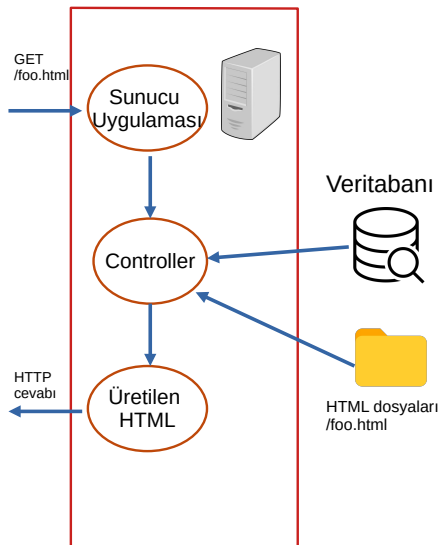 GET
/foo.html
Sunucu
Uygulaması
Veritabanı
Controller
HTTP
cevabı
Üretilen
HTML
HTML dosyaları
/foo.html